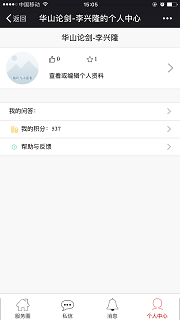 中国移动 15:05
返回 华山论剑-李兴隆的个人中心
华山论剑-李兴隆
0 1
查看或编辑个人资料
我的问答:
我的积分: 537
帮助与反馈
服务圈 私信 消息 个人中心